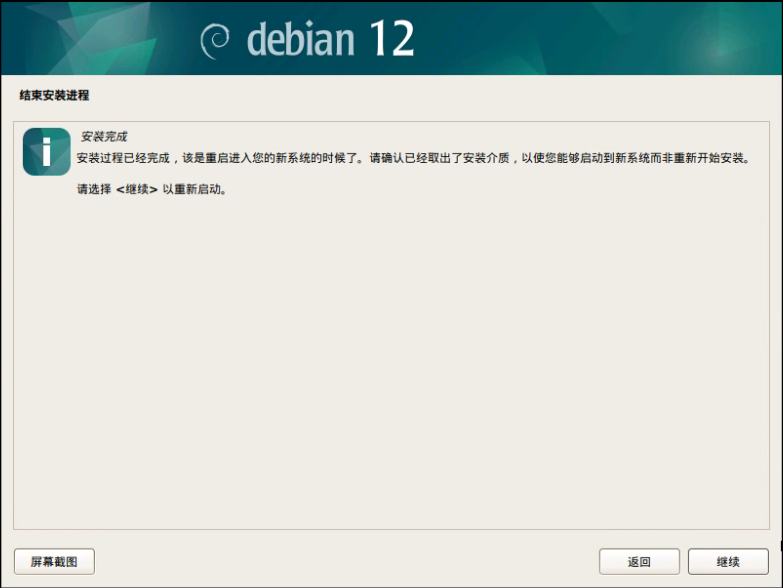 debian 12
结束安装进程
安装完成
安装过程已经完成，该是重启进入您的新系统的时候了。请确认已经取出了安装介质，以使您能够启动到新系统而非重新开始安装。
请选择 <继续> 以重新启动。
屏幕截图
返回
继续